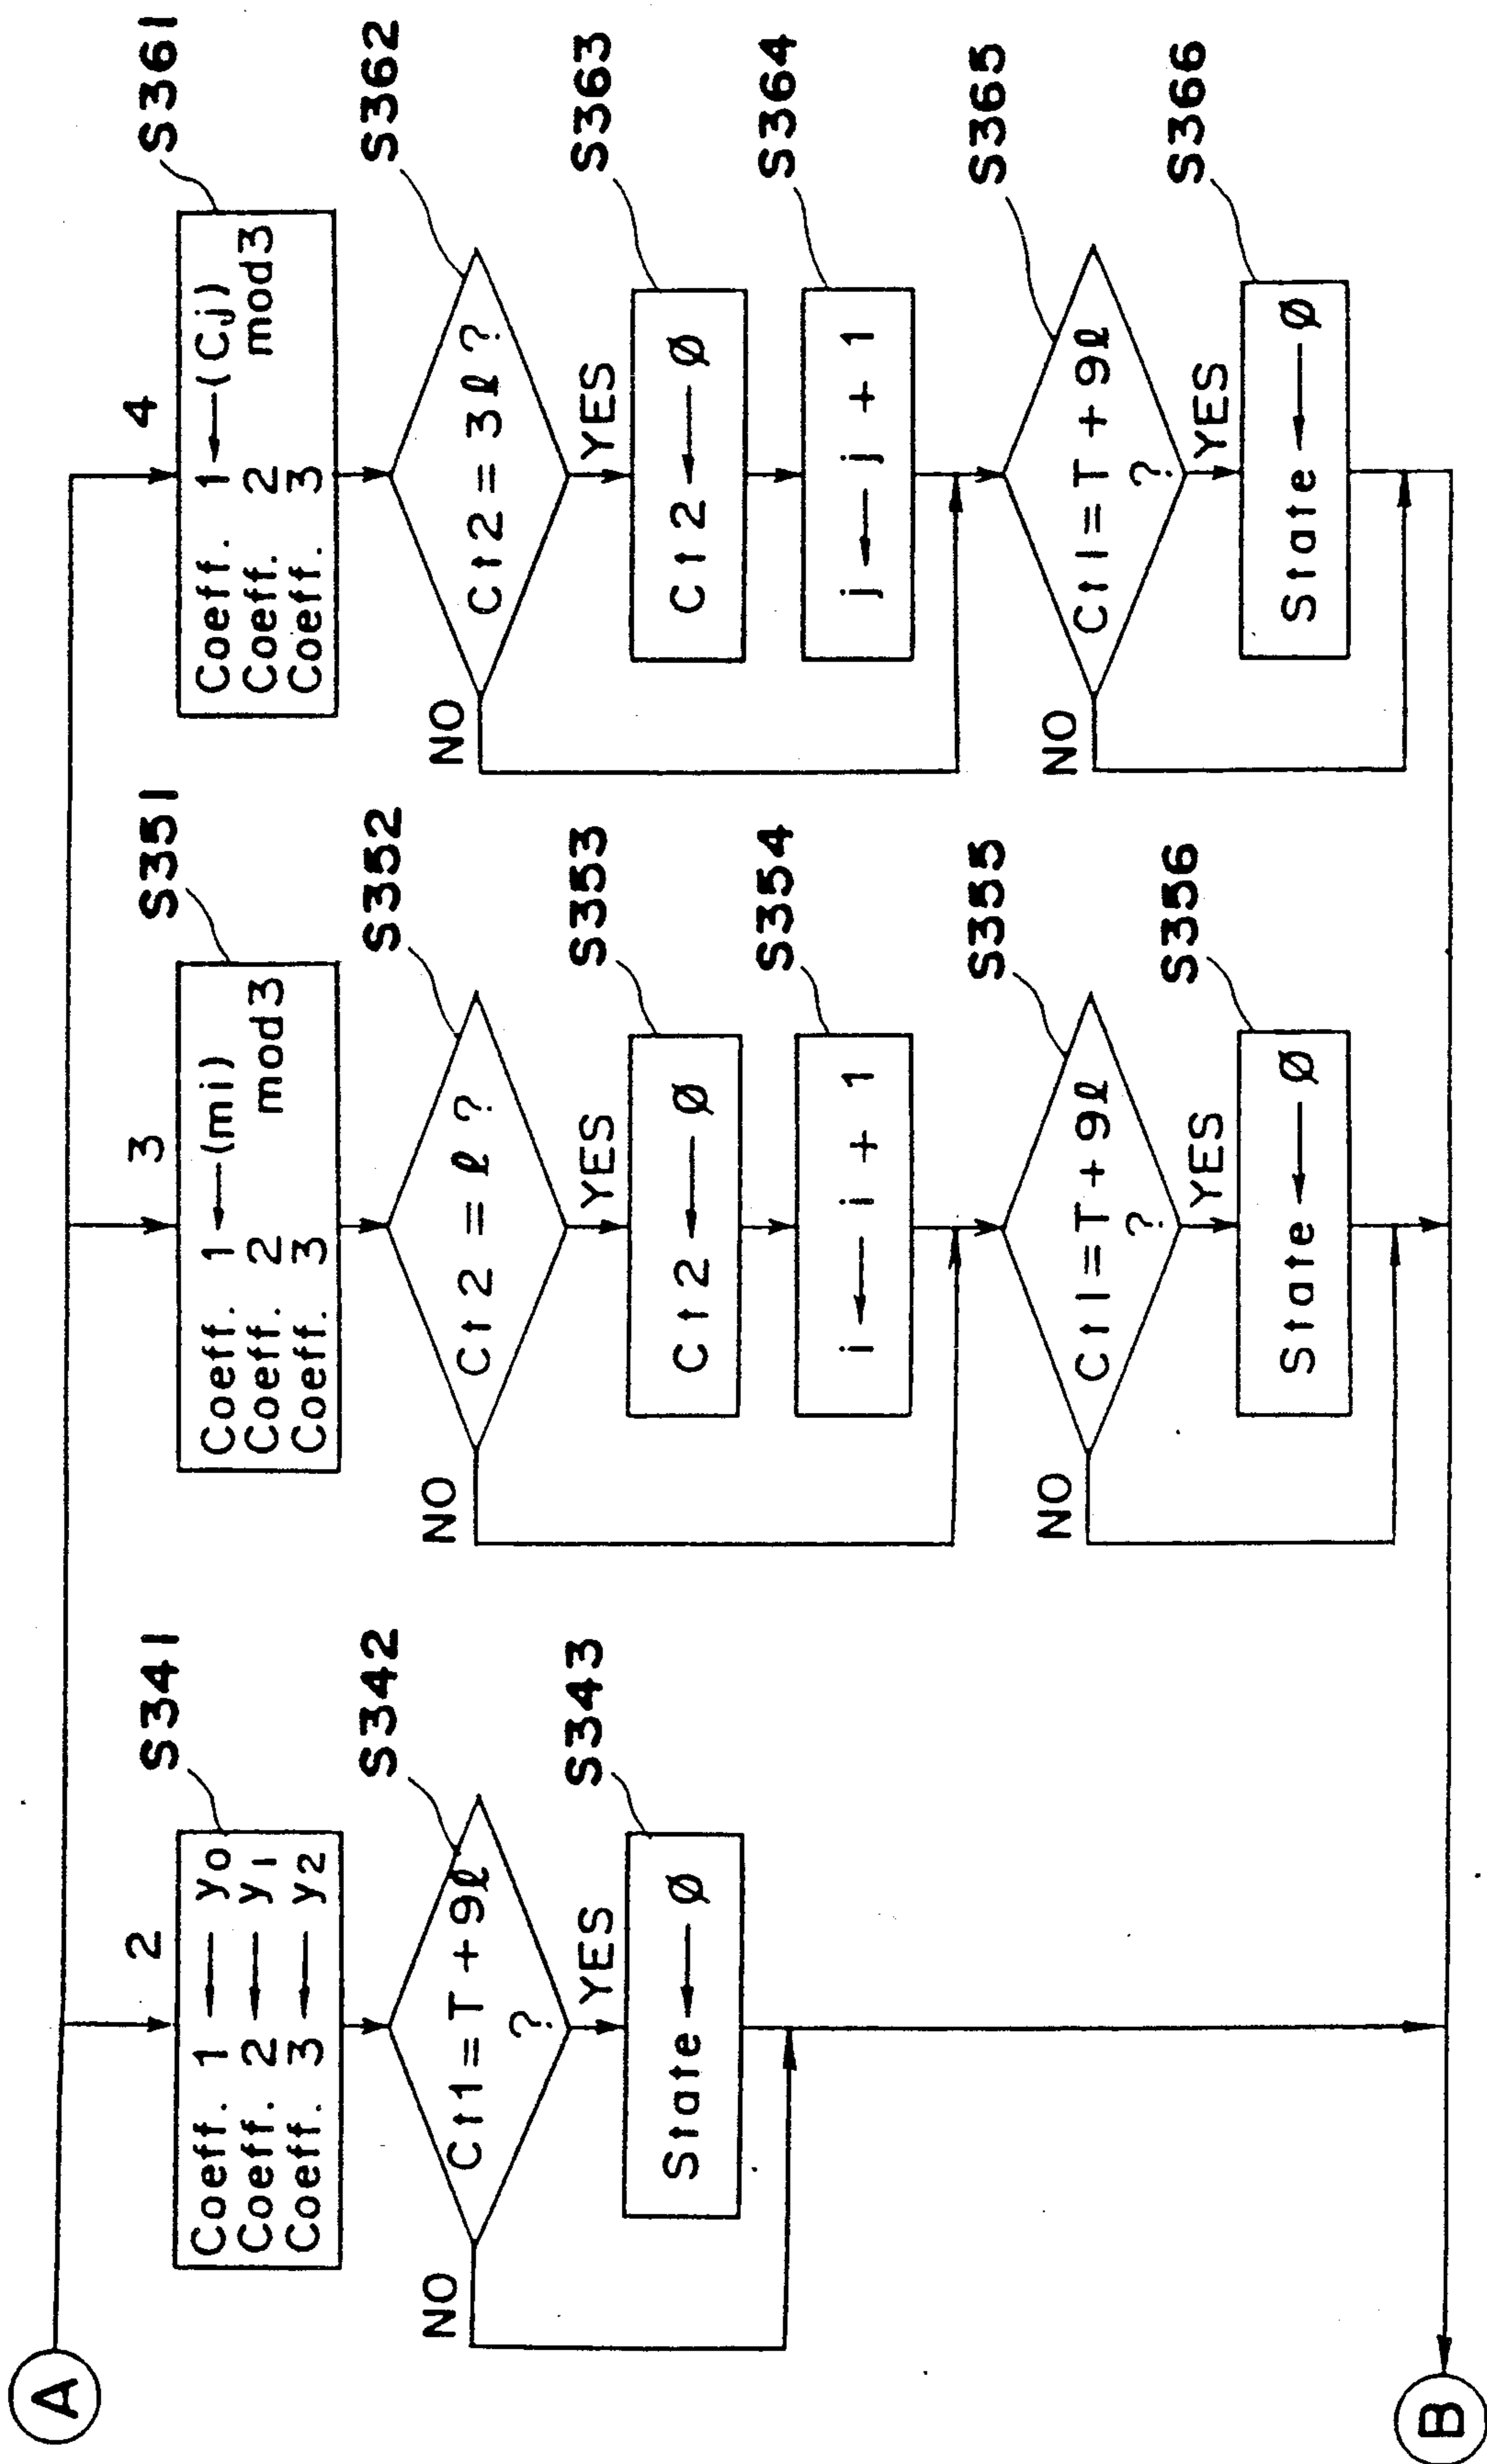 A
2
S341
Coeff. 1 ← y0
Coeff. 2 ← y1
Coeff. 3 ← y2
S342
Ct1=T+9ℓ
?
NO
YES
S343
State ← Ø
3
S351
Coeff. 1 ← (mi)
Coeff. 2 mod3
Coeff. 3
S352
Ct2 = ℓ ?
NO
YES
S353
Ct2 ← Ø
S354
i ← i + 1
S355
Ct1=T+9ℓ
?
NO
YES
S356
State ← Ø
4
S361
Coeff. 1 ← (Cj)
Coeff. 2 mod3
Coeff. 3
S362
Ct2 = 3ℓ ?
NO
YES
S363
Ct2 ← Ø
S364
j ← j + 1
S365
Ct1=T+9ℓ
?
NO
YES
S366
State ← Ø
B